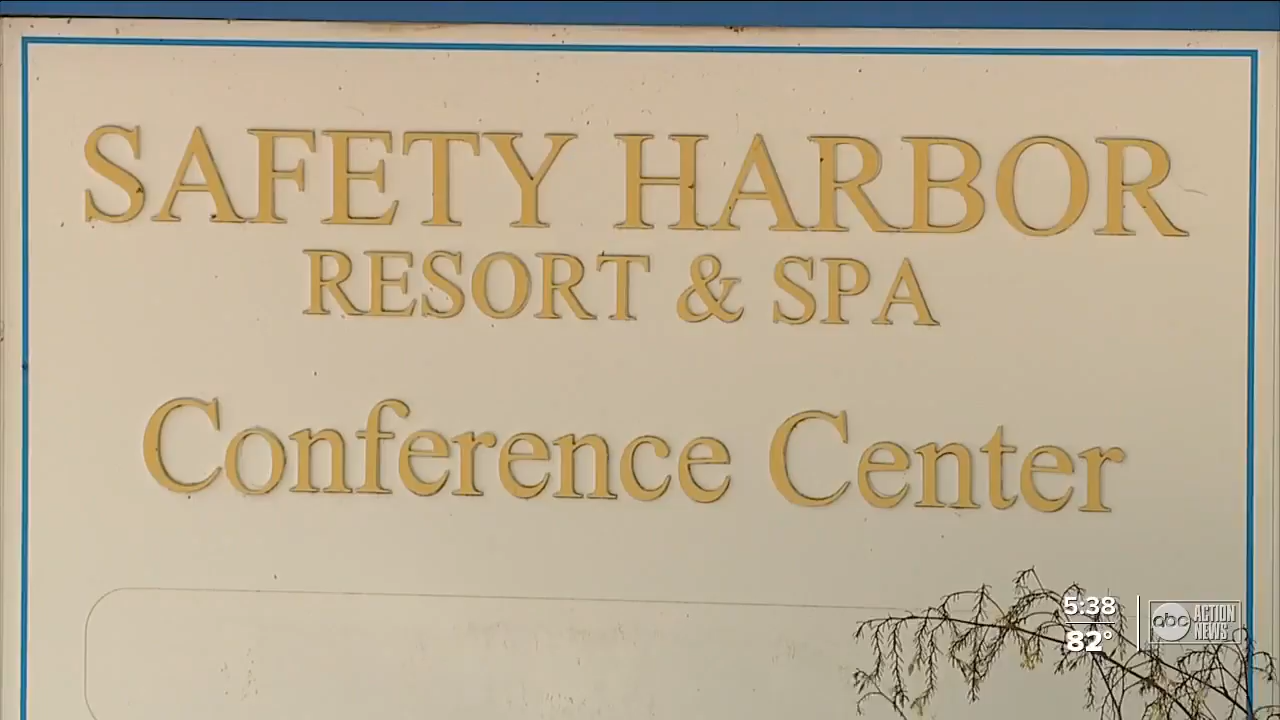 SAFETY HARBOR
RESORT & SPA
Conference Center
5:38
82°
abc ACTION
NEWS